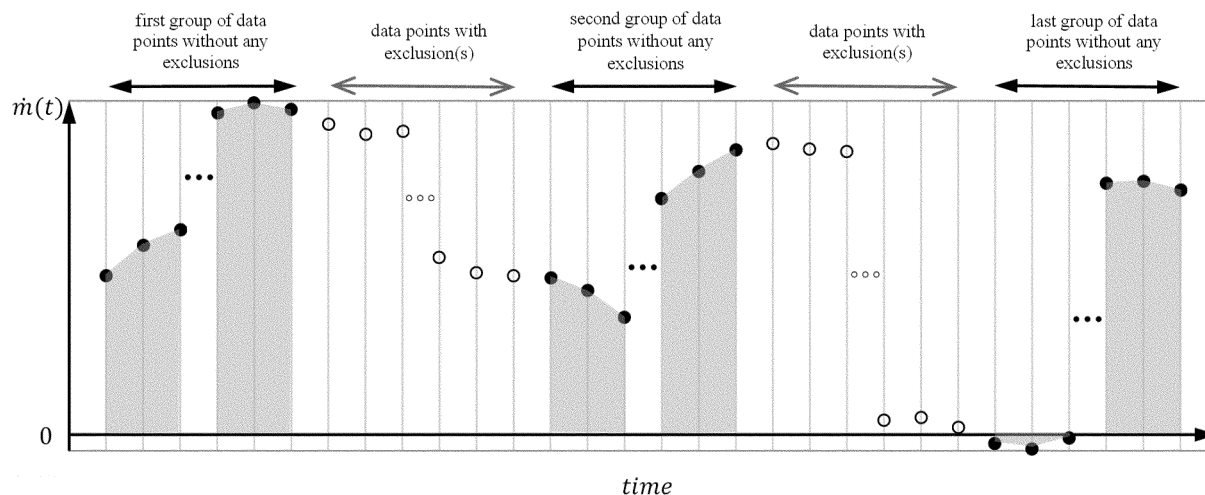 first group of data
points without any
exclusions
data points with
exclusion(s)
second group of data
points without any
exclusions
data points with
exclusion(s)
last group of data
points without any
exclusions
ṁ(t)
0
time